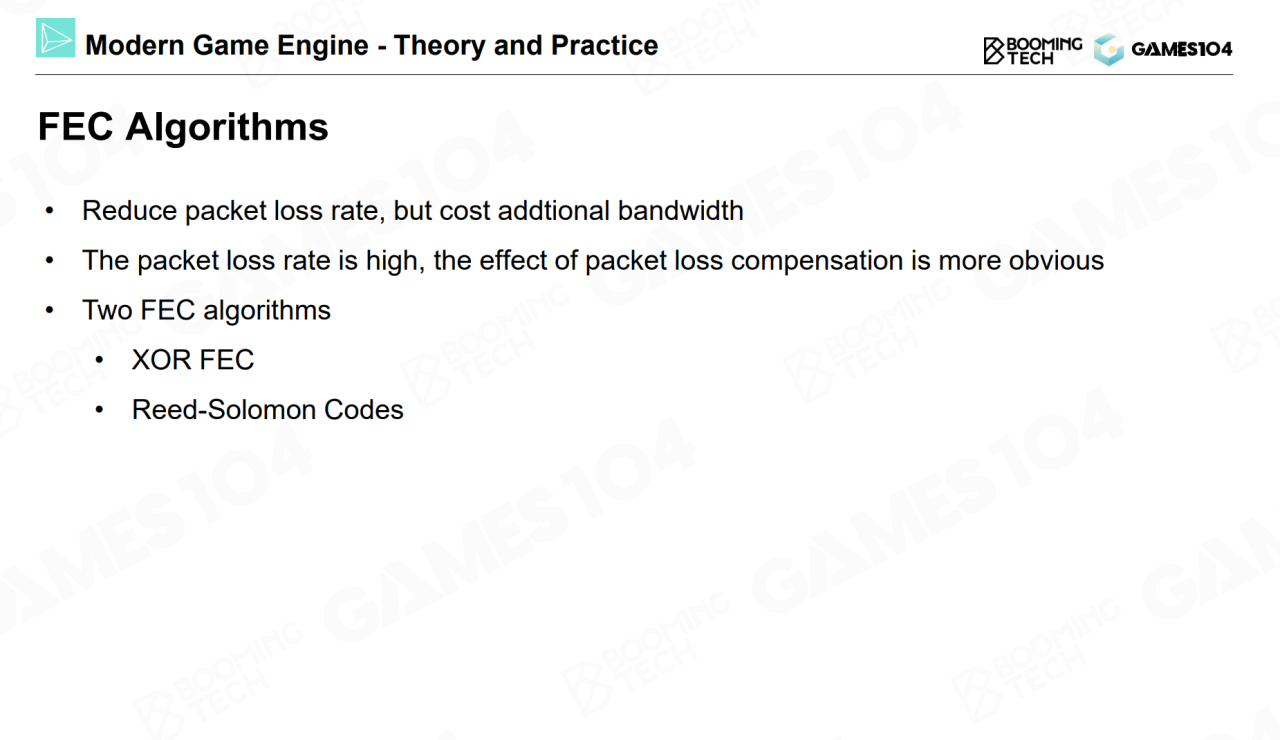 Modern Game Engine - Theory and Practice
BOOMING
TECH
GAMES104
FEC Algorithms
• Reduce packet loss rate, but cost addtional bandwidth
• The packet loss rate is high, the effect of packet loss compensation is more obvious
• Two FEC algorithms
• XOR FEC
• Reed-Solomon Codes